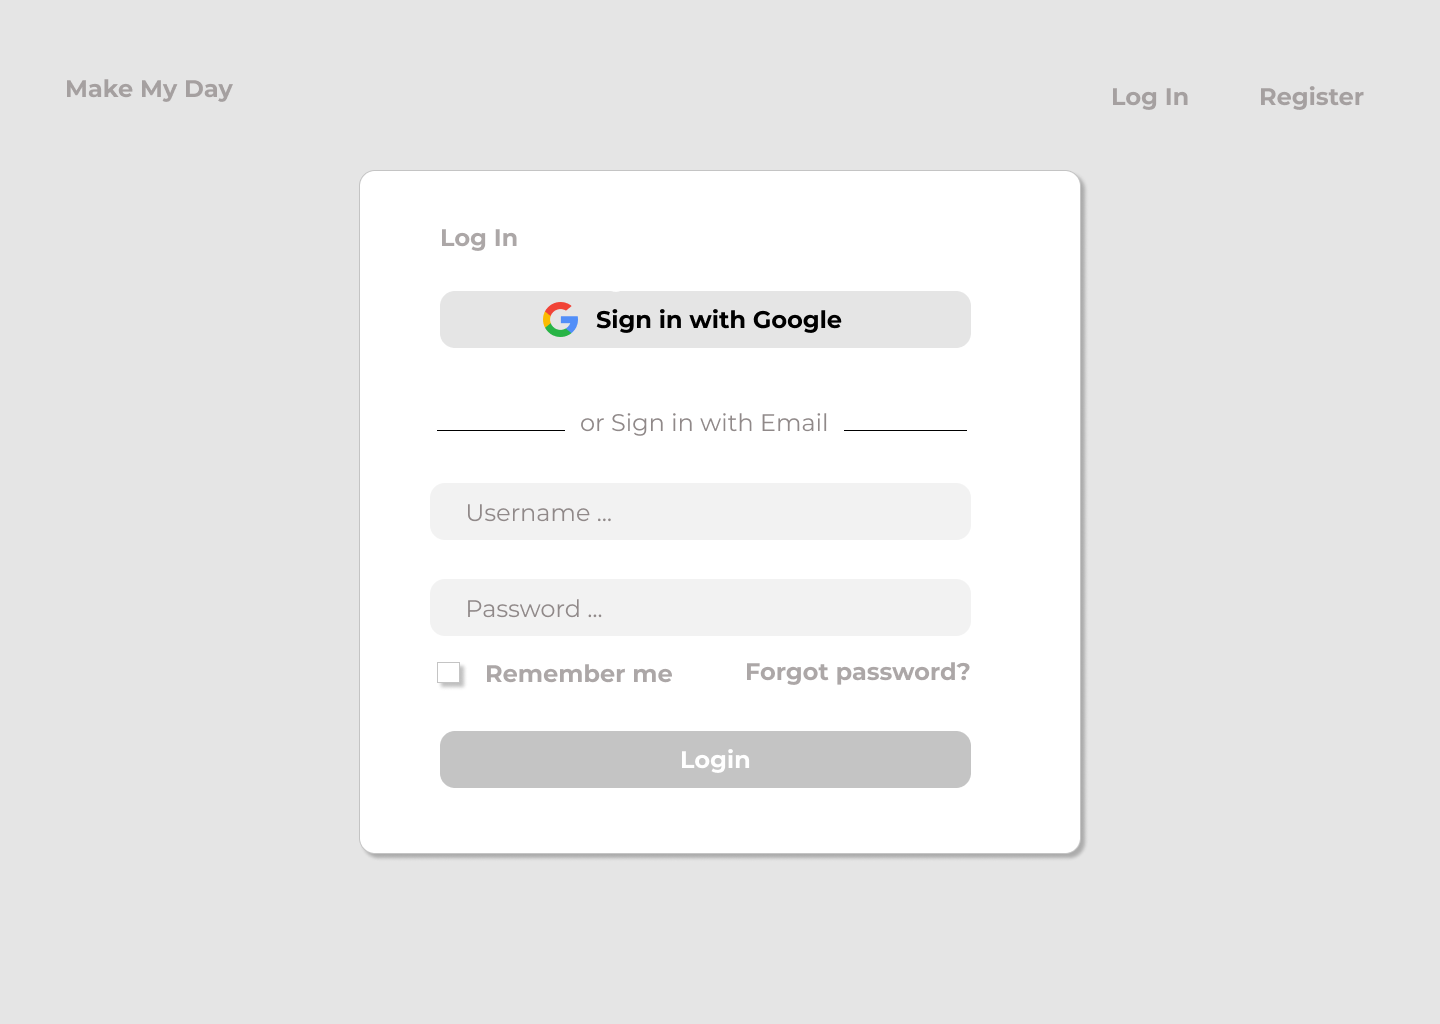 Make My Day
Log In
Register
Log In
Sign in with Google
or Sign in with Email
Username ...
Password ...
Remember me
Forgot password?
Login